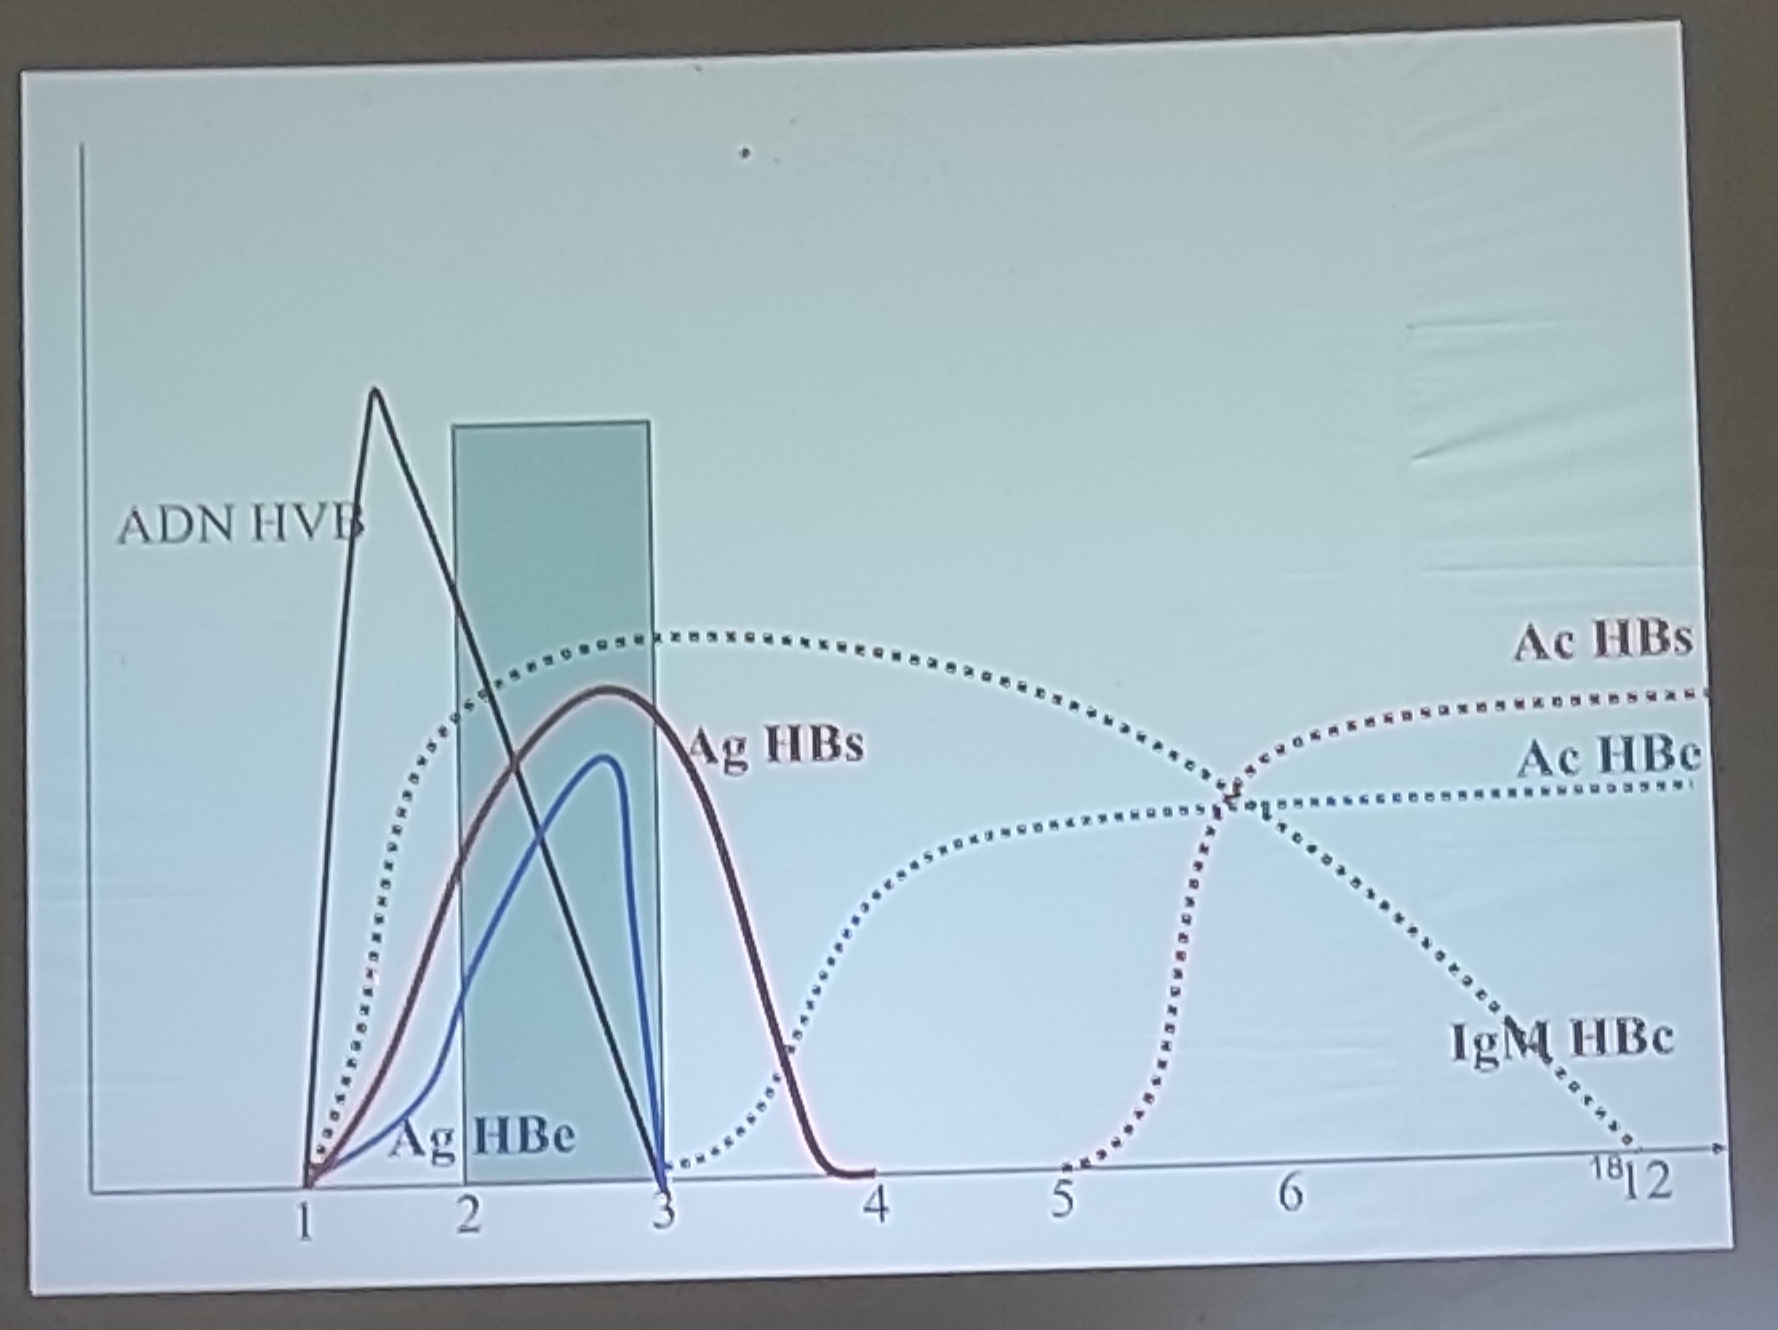 ADN HVB
Ac HBs
Ag HBs
Ac HBe
IgM HBc
Ag HBe
1 2 3 4 5 6 18 12